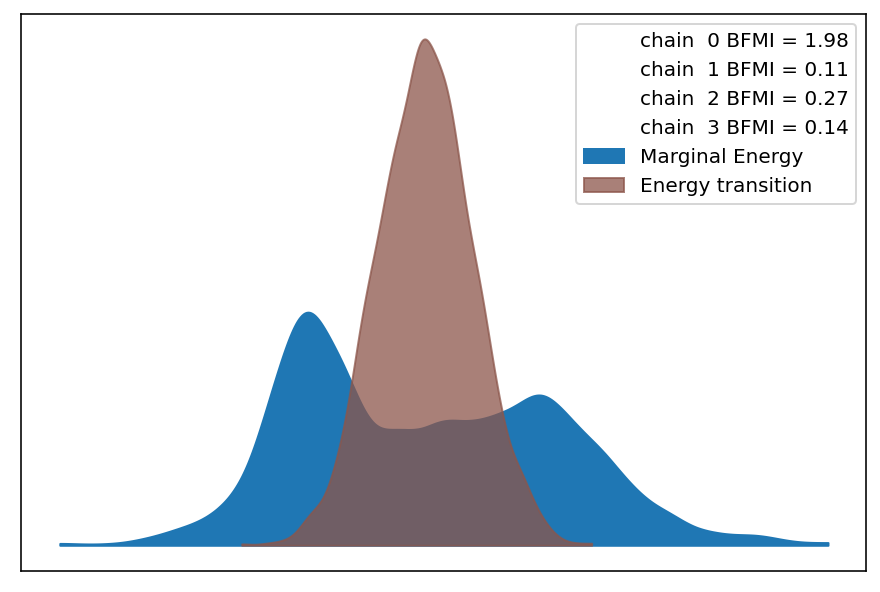 chain  0 BFMI = 1.98
chain  1 BFMI = 0.11
chain  2 BFMI = 0.27
chain  3 BFMI = 0.14
Marginal Energy
Energy transition